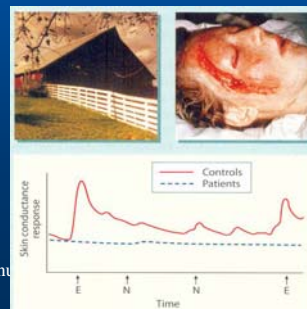 Controls
Patients
Skin conductance
response
E
N
N
E
Time